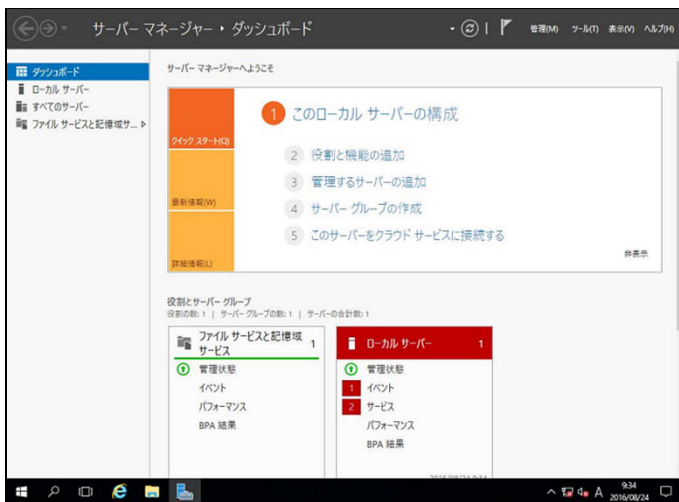 サーバー マネージャー ・ ダッシュボード
管理(M) ツール(T) 表示(V) ヘルプ(H)
ダッシュボード
ローカル サーバー
すべてのサーバー
ファイル サービスと記憶域サ...
サーバー マネージャーへようこそ
クイック スタート(Q)
最新情報(W)
詳細情報(L)
1 このローカル サーバーの構成
2 役割と機能の追加
3 管理するサーバーの追加
4 サーバー グループの作成
5 このサーバーをクラウド サービスに接続する
非表示
役割とサーバー グループ
役割の数: 1 | サーバー グループの数: 1 | サーバーの合計数: 1
ファイル サービスと記憶域
サービス
1
管理状態
イベント
パフォーマンス
BPA 結果
ローカル サーバー 1
管理状態
1 イベント
2 サービス
パフォーマンス
BPA 結果
2016/08/24 9:34
A
9:34
2016/08/24